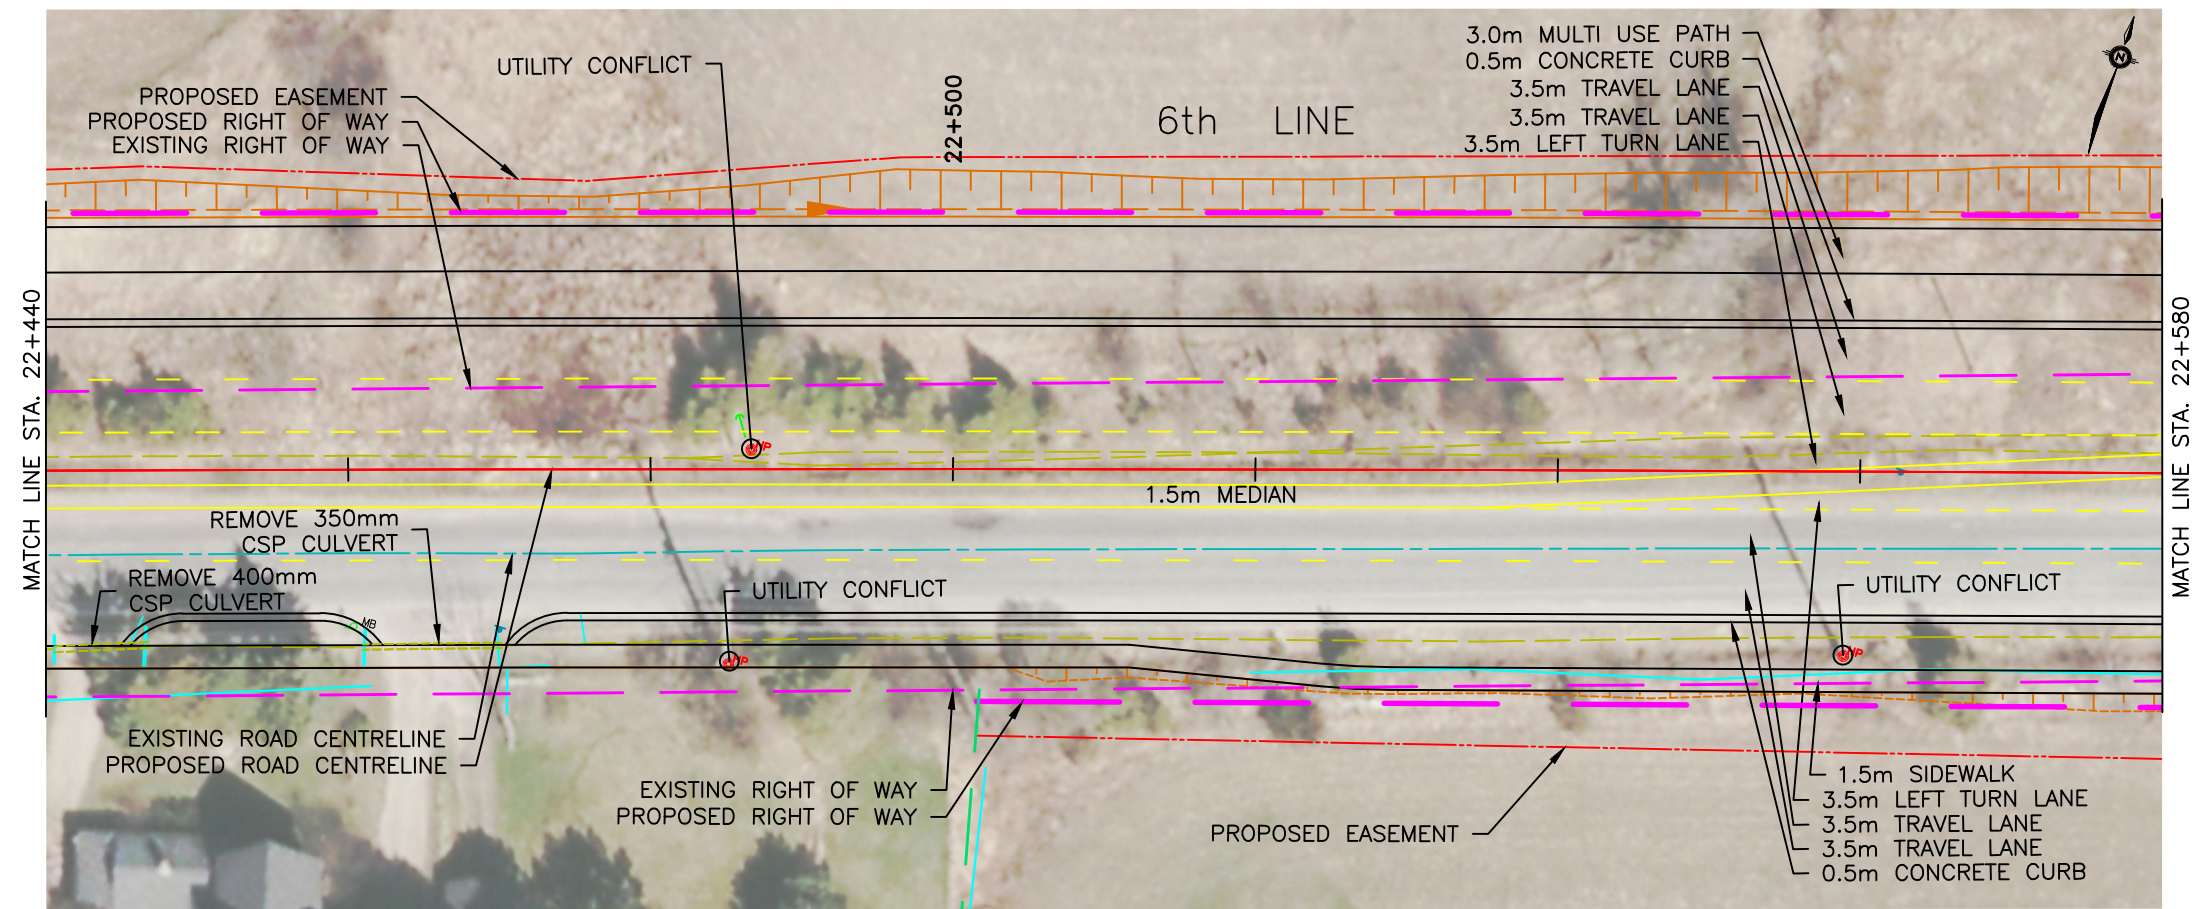 UTILITY CONFLICT
PROPOSED EASEMENT
PROPOSED RIGHT OF WAY
EXISTING RIGHT OF WAY
22+500
6th LINE
3.0m MULTI USE PATH
0.5m CONCRETE CURB
3.5m TRAVEL LANE
3.5m TRAVEL LANE
3.5m LEFT TURN LANE
N
MATCH LINE STA. 22+440
MATCH LINE STA. 22+580
HP
1.5m MEDIAN
REMOVE 350mm
CSP CULVERT
REMOVE 400mm
CSP CULVERT
MB
UTILITY CONFLICT
HP
UTILITY CONFLICT
HP
EXISTING ROAD CENTRELINE
PROPOSED ROAD CENTRELINE
EXISTING RIGHT OF WAY
PROPOSED RIGHT OF WAY
PROPOSED EASEMENT
1.5m SIDEWALK
3.5m LEFT TURN LANE
3.5m TRAVEL LANE
3.5m TRAVEL LANE
0.5m CONCRETE CURB